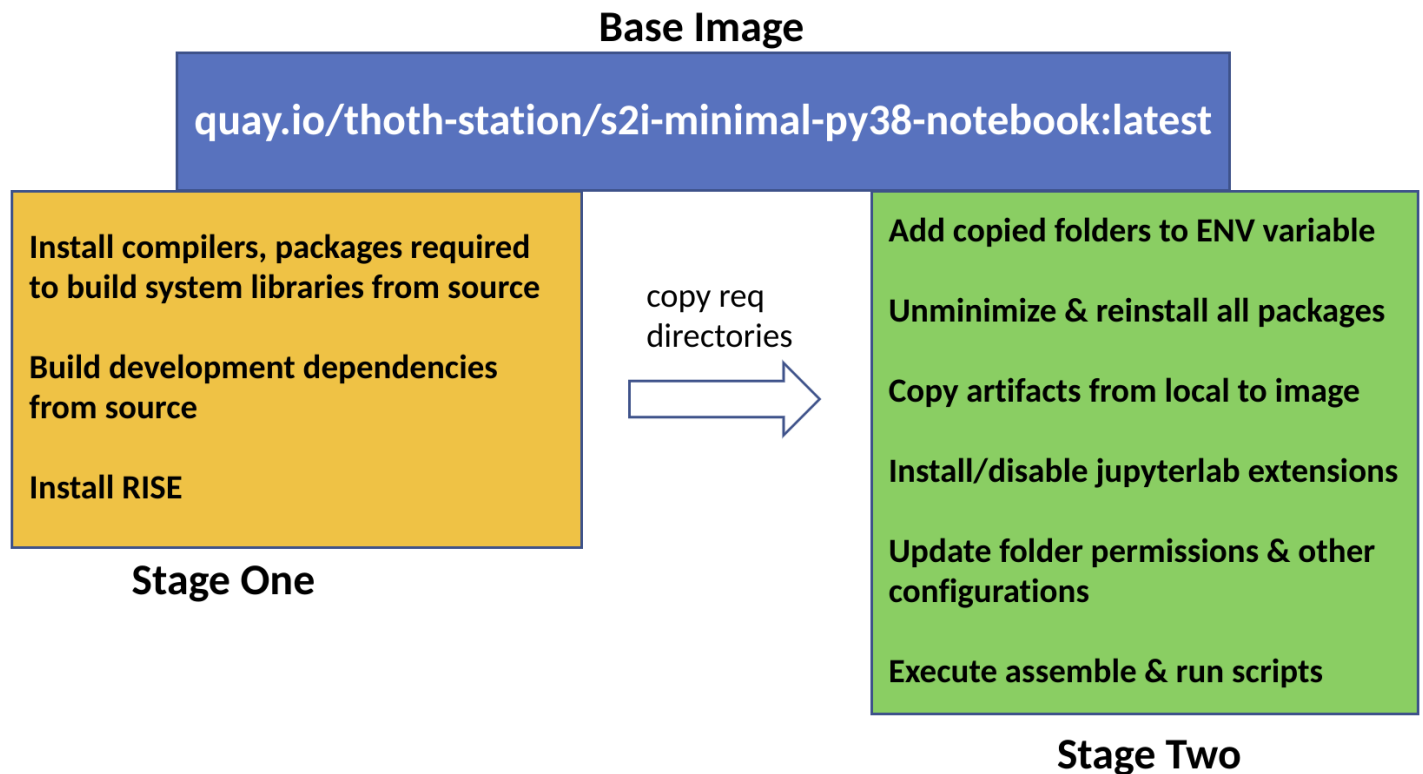 Base Image
quay.io/thoth-station/s2i-minimal-py38-notebook:latest
Install compilers, packages required
to build system libraries from source
Build development dependencies
from source
Install RISE
Stage One
copy req
directories
Add copied folders to ENV variable
Unminimize & reinstall all packages
Copy artifacts from local to image
Install/disable jupyterlab extensions
Update folder permissions & other
configurations
Execute assemble & run scripts
Stage Two